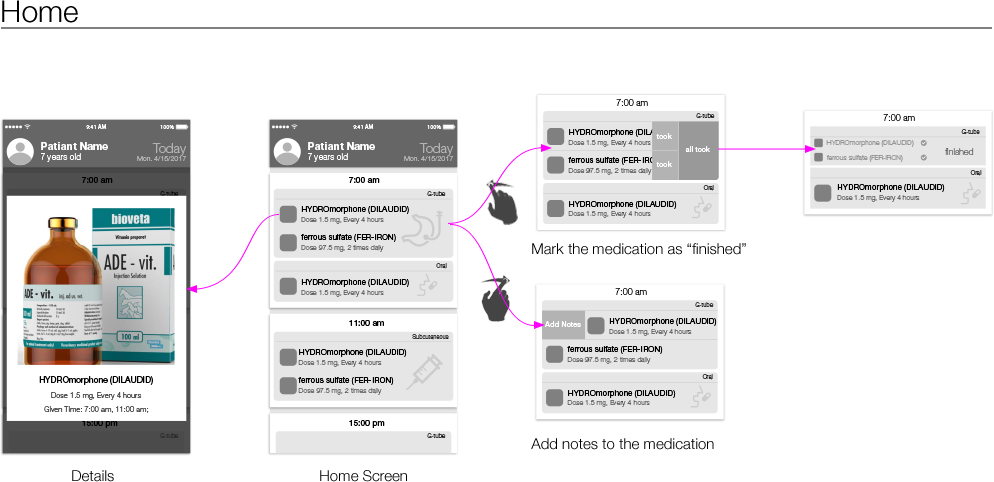 Home
9:41 AM 100%
Patiant Name Today
7 years old Mon. 4/15/2017
7:00 am
G-tube
bioveta
Vitamin preparat
ADE - vit.
Injection Solution
ADE - vit. inj. ad us. vet.
100 ml
HYDROmorphone (DILAUDID)
Dose 1.5 mg, Every 4 hours
Given Time: 7:00 am, 11:00 am;
15:00 pm
G-tube
Details
9:41 AM 100%
Patiant Name Today
7 years old Mon. 4/15/2017
7:00 am
G-tube
HYDROmorphone (DILAUDID)
Dose 1.5 mg, Every 4 hours
ferrous sulfate (FER-IRON)
Dose 97.5 mg, 2 times daily
Oral
HYDROmorphone (DILAUDID)
Dose 1.5 mg, Every 4 hours
11:00 am
Subcutaneous
HYDROmorphone (DILAUDID)
Dose 1.5 mg, Every 4 hours
ferrous sulfate (FER-IRON)
Dose 97.5 mg, 2 times daily
15:00 pm
G-tube
Home Screen
7:00 am
G-tube
HYDROmorphone (DILA
Dose 1.5 mg, Every 4 hours
took
ferrous sulfate (FER-IRO
Dose 97.5 mg, 2 times daily
took
all took
Oral
HYDROmorphone (DILAUDID)
Dose 1.5 mg, Every 4 hours
Mark the medication as “finished”
7:00 am
G-tube
HYDROmorphone (DILAUDID)
ferrous sulfate (FER-IRON)
finished
Oral
HYDROmorphone (DILAUDID)
Dose 1.5 mg, Every 4 hours
7:00 am
G-tube
Add Notes
HYDROmorphone (DILAUDID)
Dose 1.5 mg, Every 4 hours
ferrous sulfate (FER-IRON)
Dose 97.5 mg, 2 times daily
Oral
HYDROmorphone (DILAUDID)
Dose 1.5 mg, Every 4 hours
Add notes to the medication